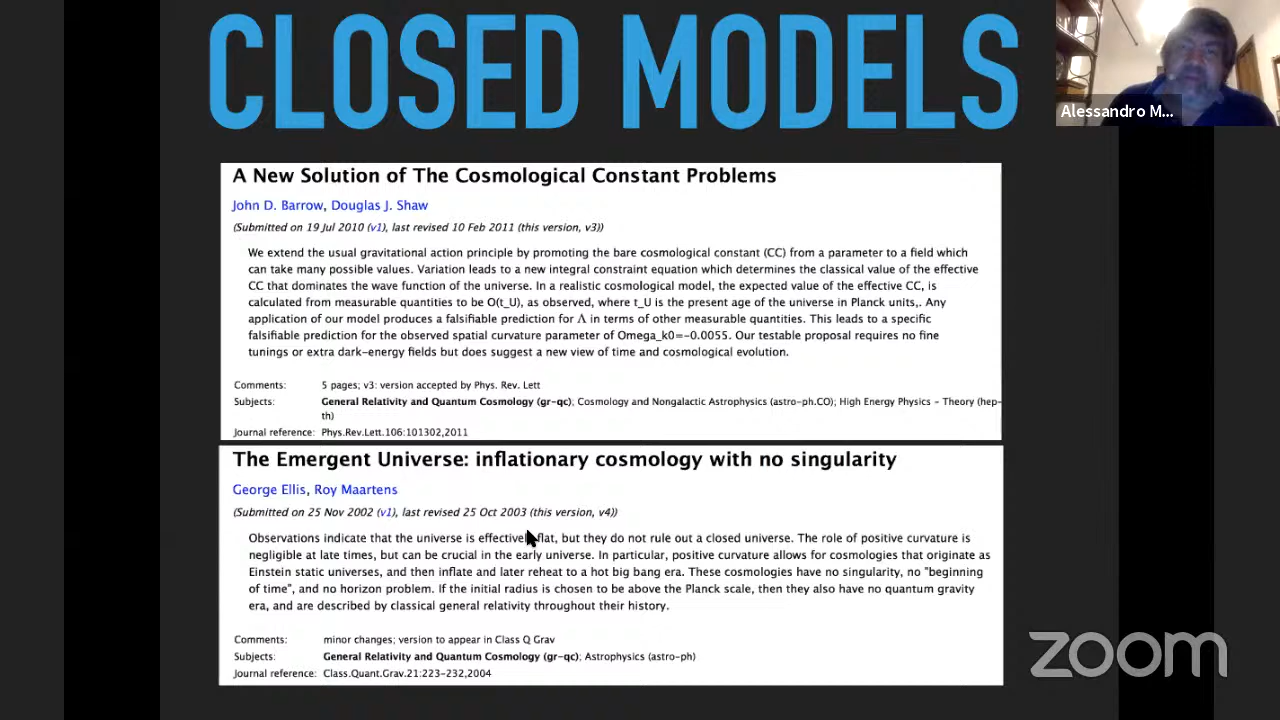 CLOSED MODELS
Alessandro M...
A New Solution of The Cosmological Constant Problems
John D. Barrow, Douglas J. Shaw
(Submitted on 19 Jul 2010 (v1), last revised 10 Feb 2011 (this version, v3))
We extend the usual gravitational action principle by promoting the bare cosmological constant (CC) from a parameter to a field which
can take many possible values. Variation leads to a new integral constraint equation which determines the classical value of the effective
CC that dominates the wave function of the universe. In a realistic cosmological model, the expected value of the effective CC, is
calculated from measurable quantities to be O(t_U), as observed, where t_U is the present age of the universe in Planck units,. Any
application of our model produces a falsifiable prediction for Λ in terms of other measurable quantities. This leads to a specific
falsifiable prediction for the observed spatial curvature parameter of Omega_k0=-0.0055. Our testable proposal requires no fine
tunings or extra dark-energy fields but does suggest a new view of time and cosmological evolution.
Comments: 5 pages; v3: version accepted by Phys. Rev. Lett
Subjects: General Relativity and Quantum Cosmology (gr-qc); Cosmology and Nongalactic Astrophysics (astro-ph.CO); High Energy Physics - Theory (hep-
th)
Journal reference: Phys.Rev.Lett.106:101302,2011
The Emergent Universe: inflationary cosmology with no singularity
George Ellis, Roy Maartens
(Submitted on 25 Nov 2002 (v1), last revised 25 Oct 2003 (this version, v4))
Observations indicate that the universe is effectively flat, but they do not rule out a closed universe. The role of positive curvature is
negligible at late times, but can be crucial in the early universe. In particular, positive curvature allows for cosmologies that originate as
Einstein static universes, and then inflate and later reheat to a hot big bang era. These cosmologies have no singularity, no "beginning
of time", and no horizon problem. If the initial radius is chosen to be above the Planck scale, then they also have no quantum gravity
era, and are described by classical general relativity throughout their history.
Comments: minor changes; version to appear in Class Q Grav
Subjects: General Relativity and Quantum Cosmology (gr-qc); Astrophysics (astro-ph)
Journal reference: Class.Quant.Grav.21:223-232,2004
zoom